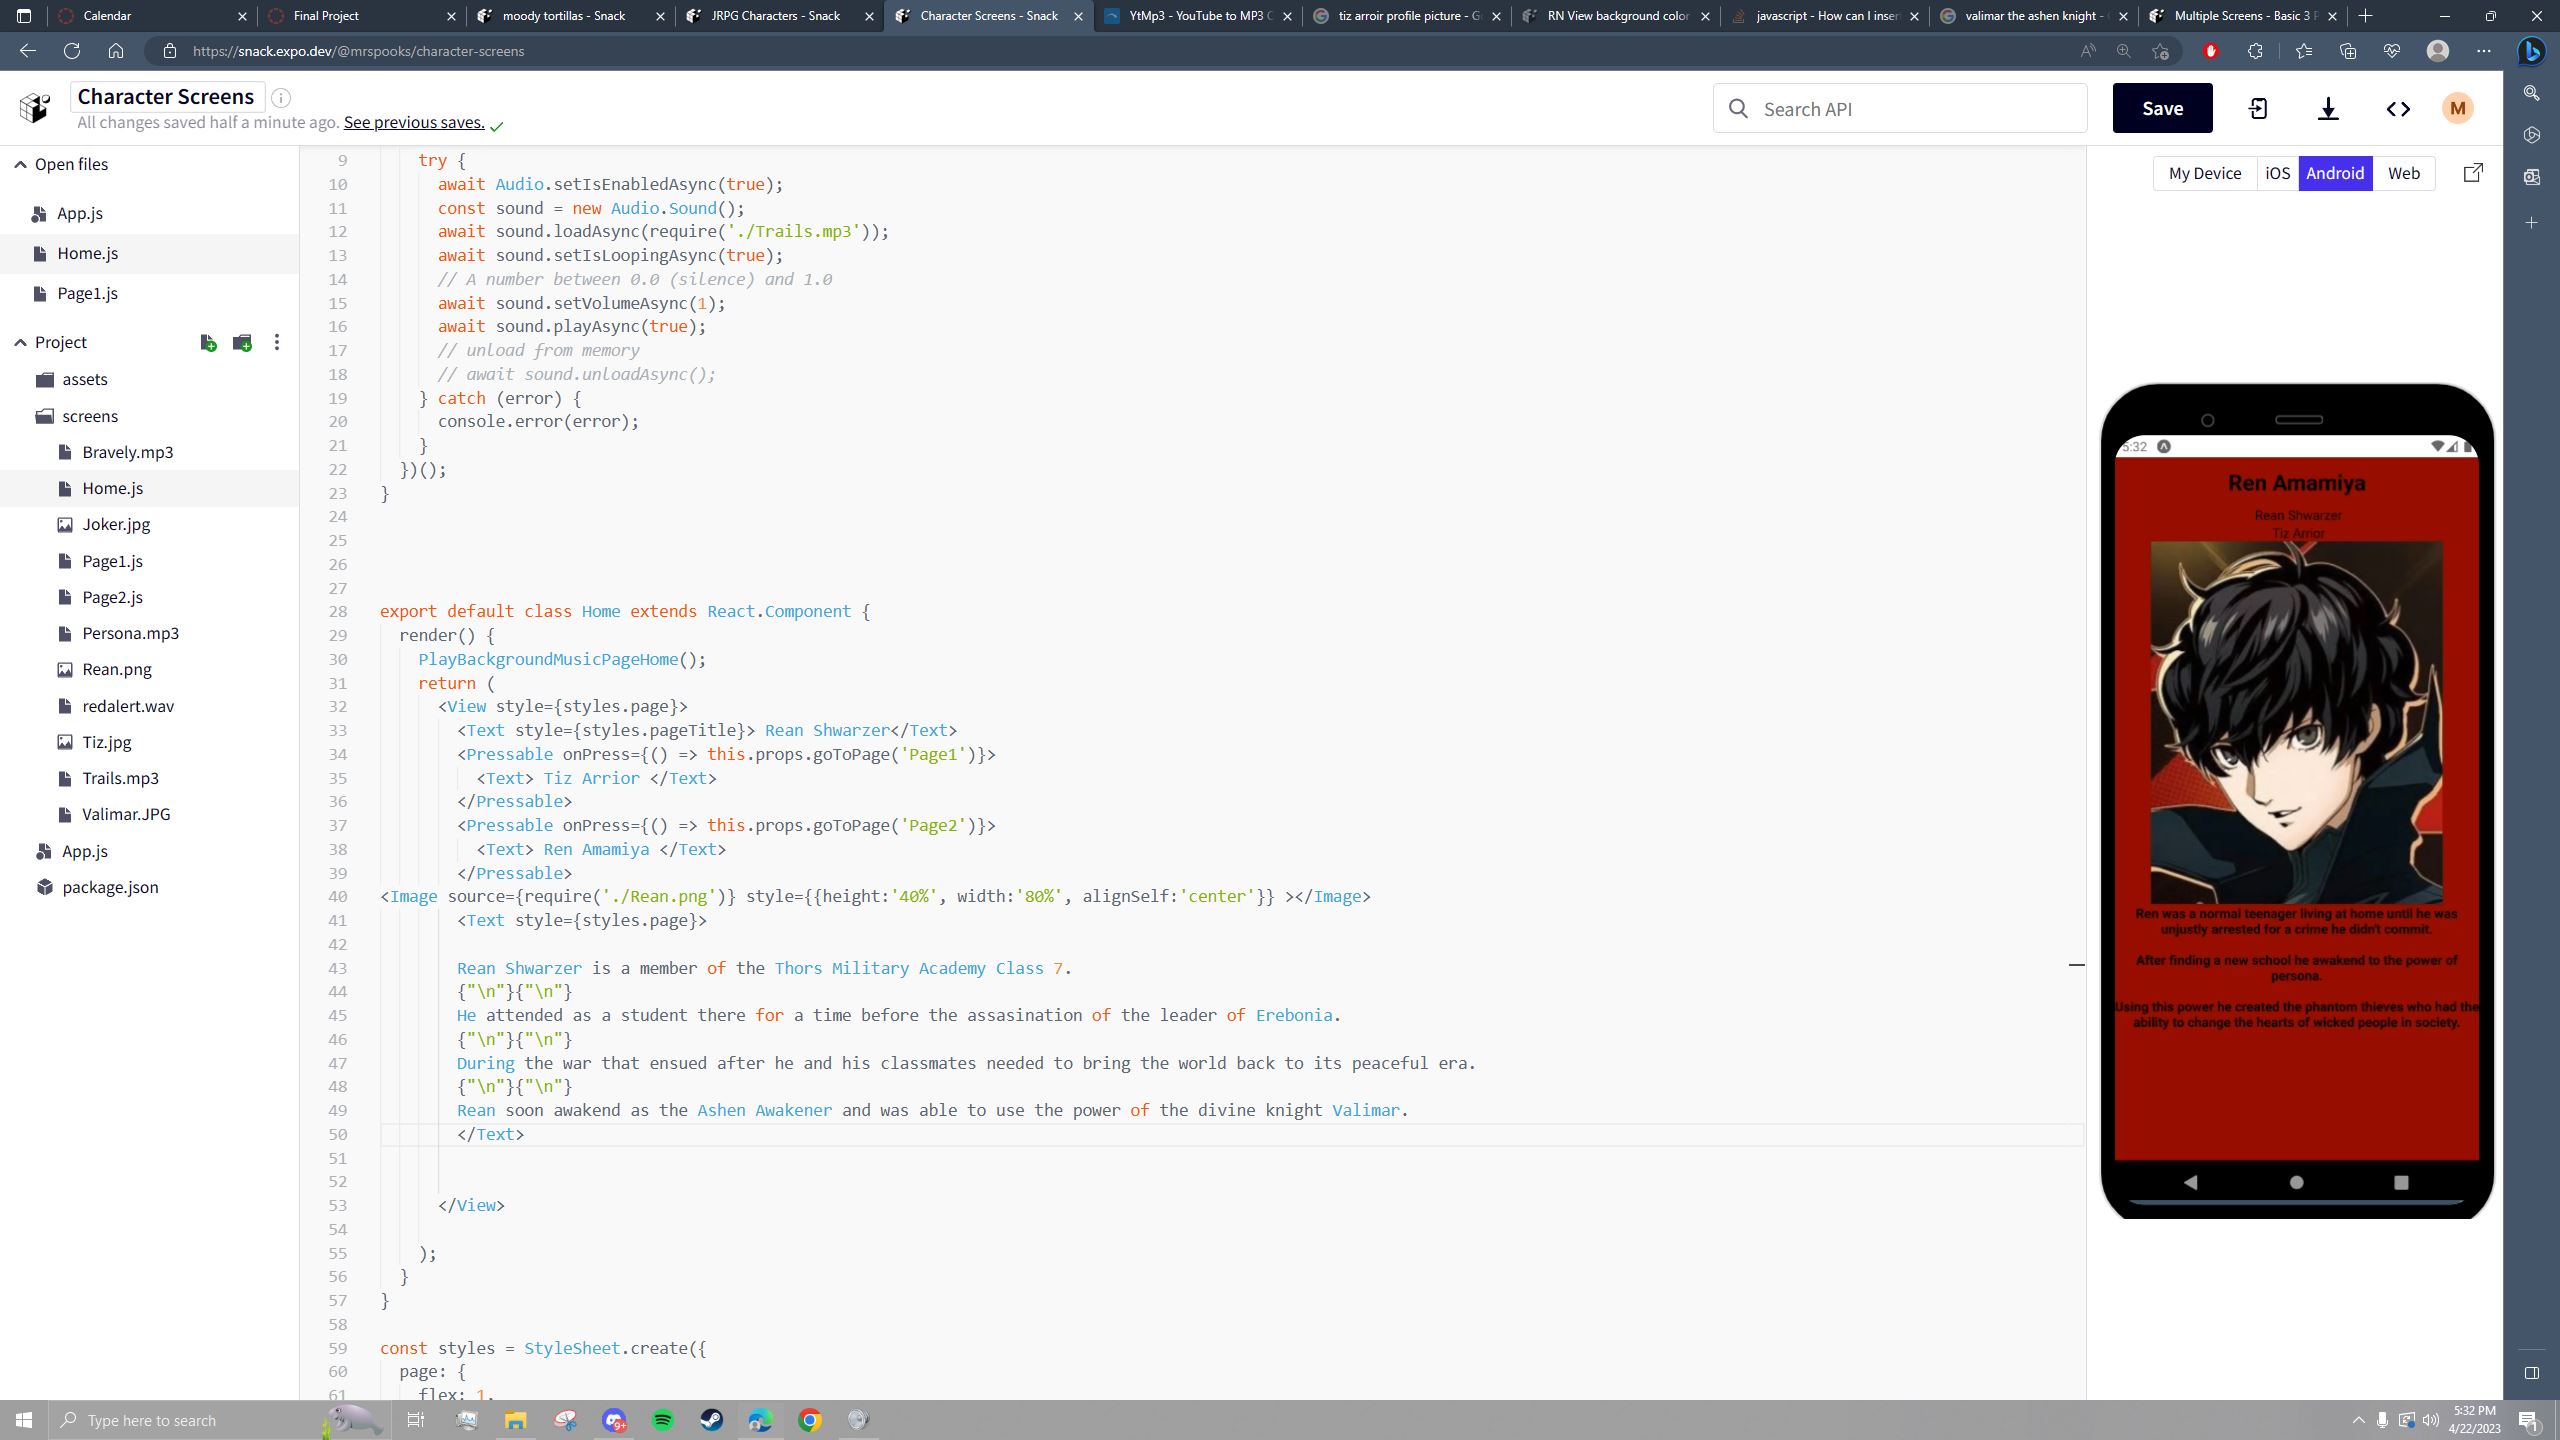 Calendar
Final Project
moody tortillas - Snack
JRPG Characters - Snack
Character Screens - Snack
YtMp3 - YouTube to MP3 C
tiz arroir profile picture - G
RN View background color
javascript - How can I inser
valimar the ashen knight -
Multiple Screens - Basic 3 P
https://snack.expo.dev/@mrspooks/character-screens
Character Screens
All changes saved half a minute ago. See previous saves.
Search API
Save
M
Open files
App.js
Home.js
Page1.js
Project
assets
screens
Bravely.mp3
Home.js
Joker.jpg
Page1.js
Page2.js
Persona.mp3
Rean.png
redalert.wav
Tiz.jpg
Trails.mp3
Valimar.JPG
App.js
package.json
9 try {
10 await Audio.setIsEnabledAsync(true);
11 const sound = new Audio.Sound();
12 await sound.loadAsync(require('./Trails.mp3'));
13 await sound.setIsLoopingAsync(true);
14 // A number between 0.0 (silence) and 1.0
15 await sound.setVolumeAsync(1);
16 await sound.playAsync(true);
17 // unload from memory
18 // await sound.unloadAsync();
19 } catch (error) {
20 console.error(error);
21 }
22 })();
23 }
24
25
26
27
28 export default class Home extends React.Component {
29 render() {
30 PlayBackgroundMusicPageHome();
31 return (
32 <View style={styles.page}>
33 <Text style={styles.pageTitle}> Rean Shwarzer</Text>
34 <Pressable onPress={() => this.props.goToPage('Page1')}>
35 <Text> Tiz Arrior </Text>
36 </Pressable>
37 <Pressable onPress={() => this.props.goToPage('Page2')}>
38 <Text> Ren Amamiya </Text>
39 </Pressable>
40 <Image source={require('./Rean.png')} style={{height:'40%', width:'80%', alignSelf:'center'}} ></Image>
41 <Text style={styles.page}>
42
43 Rean Shwarzer is a member of the Thors Military Academy Class 7.
44 {"\n"}{"\n"}
45 He attended as a student there for a time before the assasination of the leader of Erebonia.
46 {"\n"}{"\n"}
47 During the war that ensued after he and his classmates needed to bring the world back to its peaceful era.
48 {"\n"}{"\n"}
49 Rean soon awakend as the Ashen Awakener and was able to use the power of the divine knight Valimar.
50 </Text>
51
52
53 </View>
54
55 );
56 }
57 }
58
59 const styles = StyleSheet.create({
60 page: {
61 flex: 1,
My Device
iOS
Android
Web
5:32
Ren Amamiya
Rean Shwarzer
Tiz Arrior
Ren was a normal teenager living at home until he was
unjustly arrested for a crime he didn't commit.
After finding a new school he awakend to the power of
persona.
Using this power he created the phantom thieves who had the
ability to change the hearts of wicked people in society.
Type here to search
9+
5:32 PM
4/22/2023
1